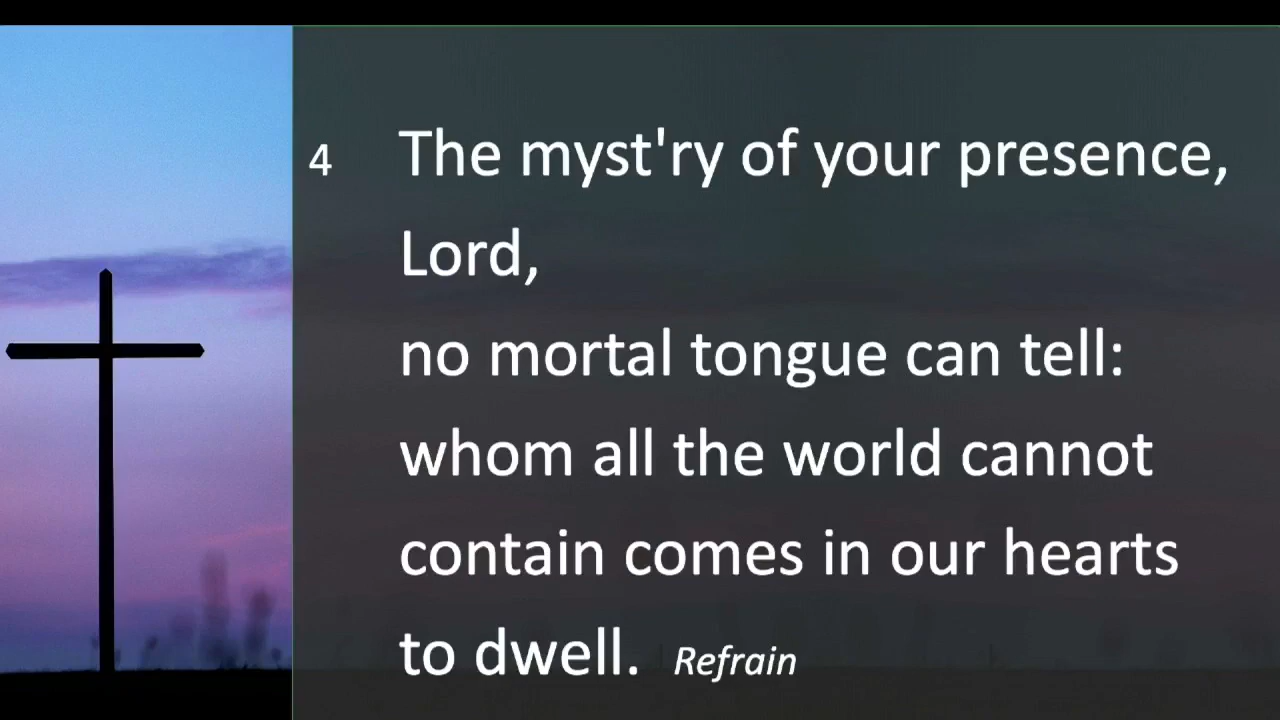 4 The myst'ry of your presence,
Lord,
no mortal tongue can tell:
whom all the world cannot
contain comes in our hearts
to dwell. Refrain